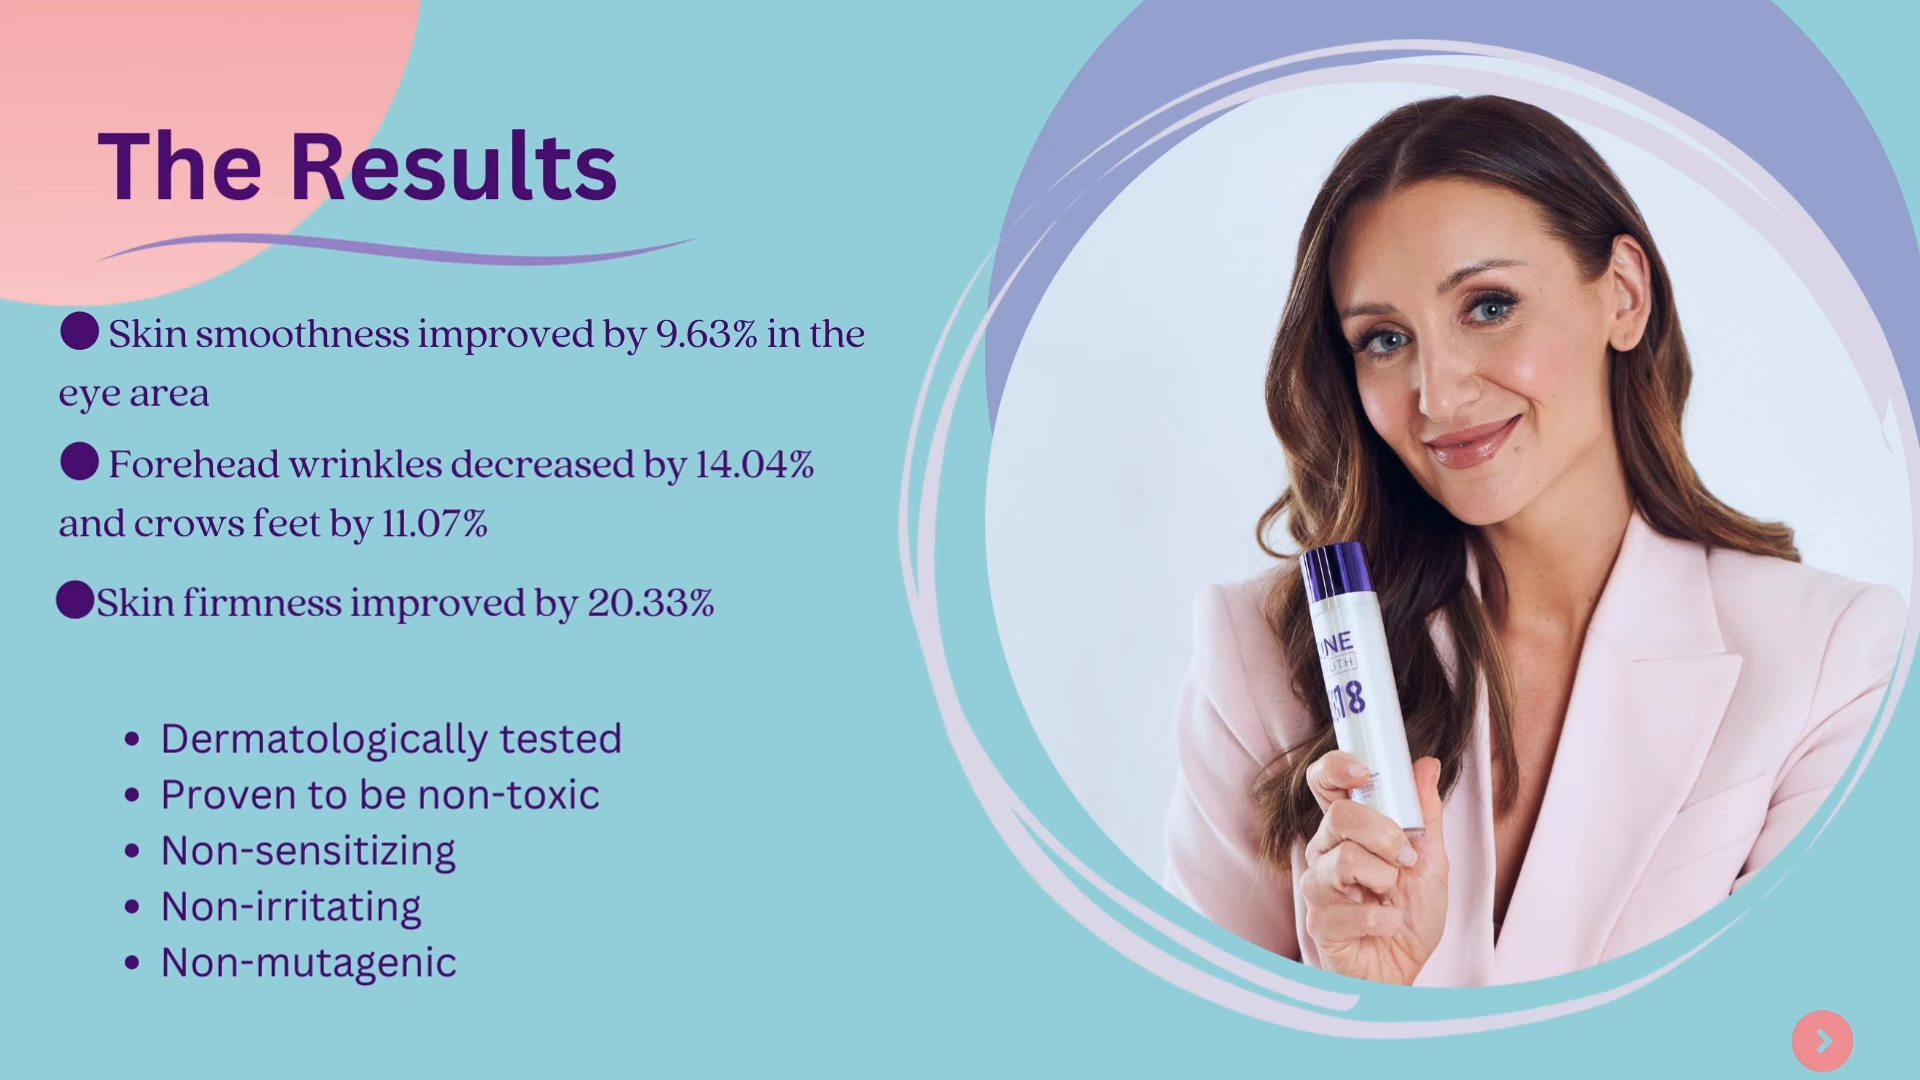 The Results
● Skin smoothness improved by 9.63% in the
eye area
● Forehead wrinkles decreased by 14.04%
and crows feet by 11.07%
●Skin firmness improved by 20.33%
• Dermatologically tested
• Proven to be non-toxic
• Non-sensitizing
• Non-irritating
• Non-mutagenic